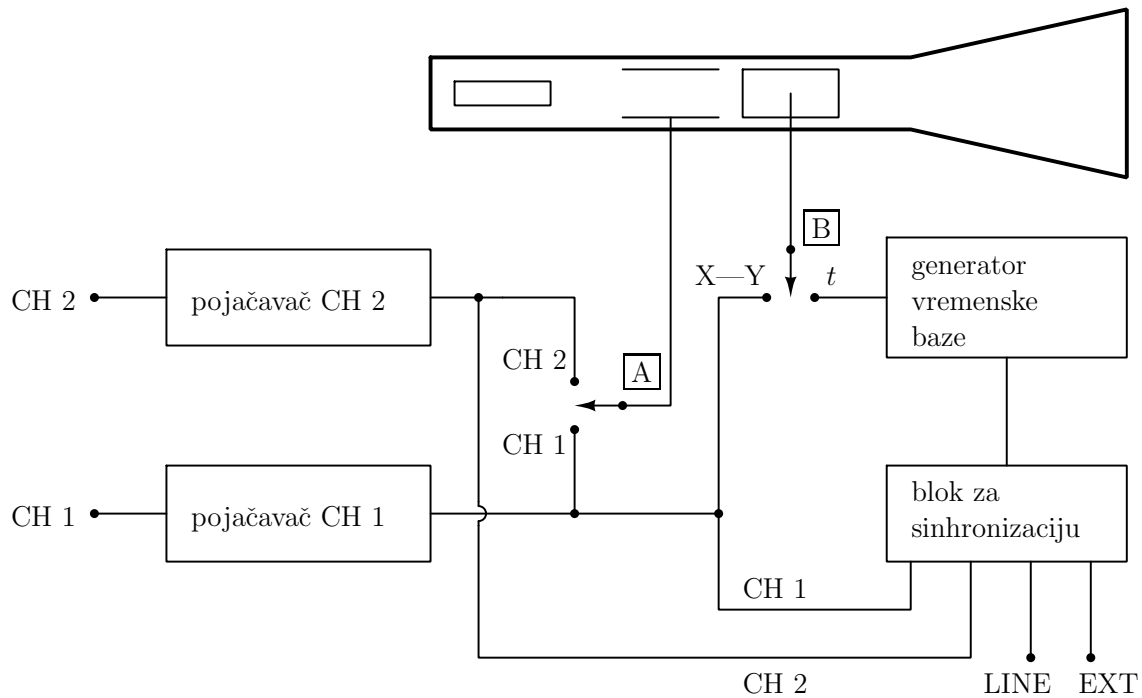 B
X—Y
t
generator
vremenske
baze
CH 2
pojačavač CH 2
CH 2
A
CH 1
CH 1
pojačavač CH 1
blok za
sinhronizaciju
CH 1
CH 2
LINE
EXT